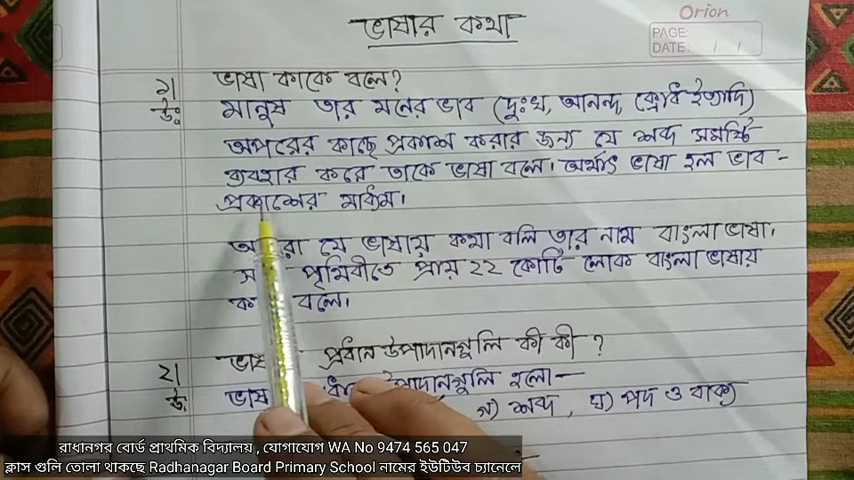 Orion
ভাষার কথা
PAGE:
DATE: / /
১। ভাষা কাকে বলে?
উঃ মানুষ তার মনের ভাব (দুঃখ, আনন্দ, ক্রোধ ইত্যাদি)
অপরের কাছে প্রকাশ করার জন্য যে শব্দ সমষ্টি
ব্যবহার করে তাকে ভাষা বলে। অর্থাৎ ভাষা হল ভাব -
প্রকাশের মাধ্যম।
যে ভাষায় কথা বলি তার নাম বাংলা ভাষা।
পৃথিবীতে প্রায় ২২ কোটি লোক বাংলা ভাষায়
বলে।
২। প্রধান উপাদানগুলি কী কী ?
উঃ উপাদানগুলি হলো—
গ) শব্দ , ঘ) পদ ও বাক্য
রাধানগর বোর্ড প্রাথমিক বিদ্যালয় , যোগাযোগ WA No 9474 565 047
ক্লাস গুলি তোলা থাকছে Radhanagar Board Primary School নামের ইউটিউব চ্যানেলে